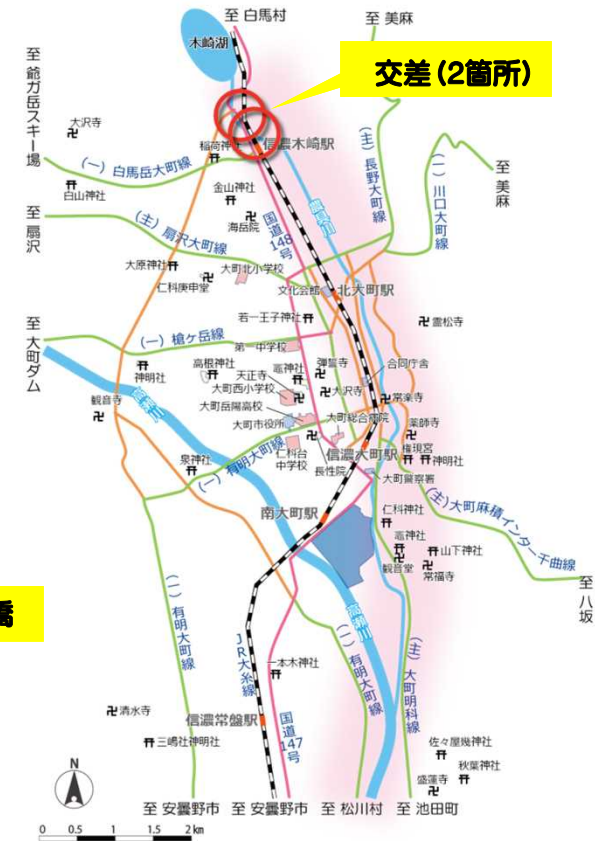 至 白馬村
至 美麻
木崎湖
交差(2箇所)
至 爺ガ岳スキー場
大沢寺
稲荷神社
信濃木崎駅
(一)白馬岳大町線
(主)長野大町線
(一)川口大町線
至 美麻
白山神社
金山神社
海岳院
農具川
国道148号
至 扇沢
(主)扇沢大町線
大原神社
大町北小学校
仁科庚申堂
文化会館
北大町駅
若一王子神社
霊松寺
至 大町ダム
(一)槍ヶ岳線
第一中学校
神明社
高根神社
天正寺
竈神社
弾誓寺
合同庁舎
大町西小学校
大沢寺
常楽寺
観音寺
高瀬川
大町岳陽高校
大町市役所
大町総合病院
薬師寺
信濃大町駅
権現宮
神明社
泉神社
(一)有明大町線
仁科台
中学校
長性院
大町警察署
(主)大町麻績インター千曲線
南大町駅
仁科神社
竈神社
山下神社
観音堂
常福寺
至 八坂
橋
(一)有明大町線
JR大糸線
高瀬川
(一)有明大町線
(主)大町明科線
一本木神社
清水寺
信濃常盤駅
国道147号
三嶋社神明社
佐々屋幾神社
秋葉神社
盛蓮寺
N
至 安曇野市
至 安曇野市
至 松川村
至 池田町
0 0.5 1 1.5 2km